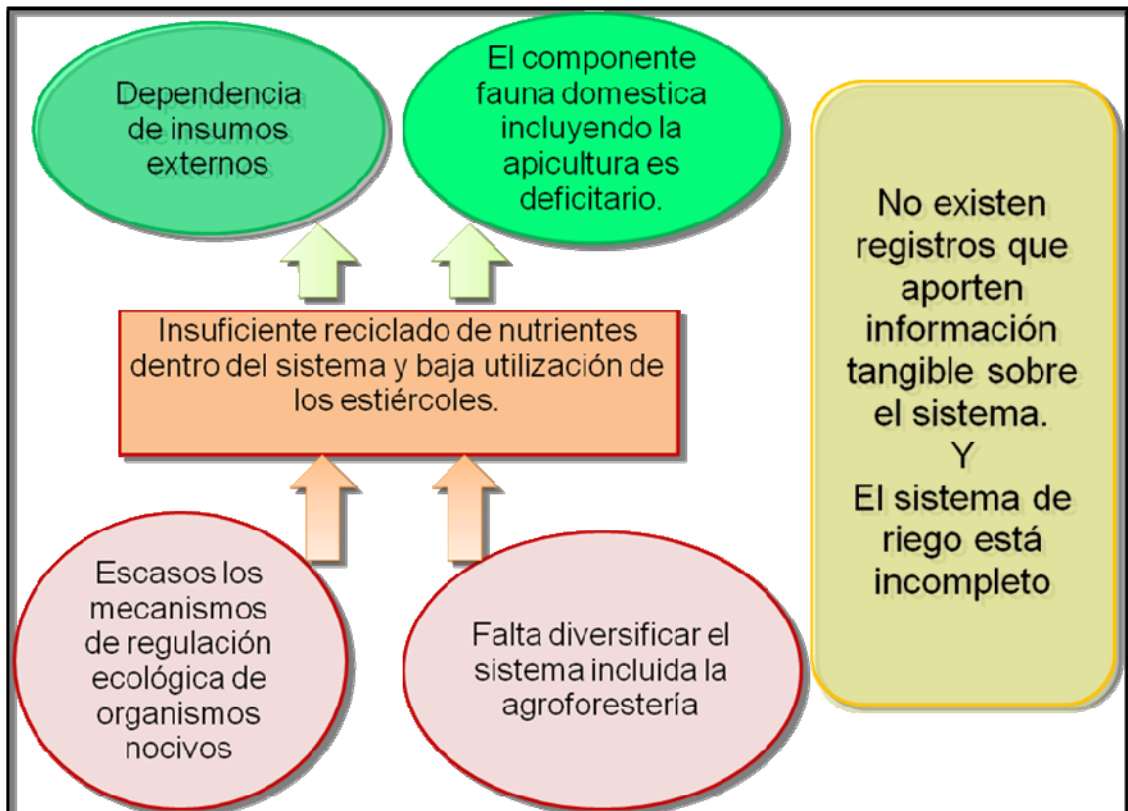 Dependencia
de insumos
externos
El componente
fauna domestica
incluyendo la
apicultura es
deficitario.
Insuficiente reciclado de nutrientes
dentro del sistema y baja utilización de
los estiércoles.
Escasos los
mecanismos
de regulación
ecológica de
organismos
nocivos
Falta diversificar el
sistema incluida la
agroforestería
No existen
registros que
aporten
información
tangible sobre
el sistema.
Y
El sistema de
riego está
incompleto